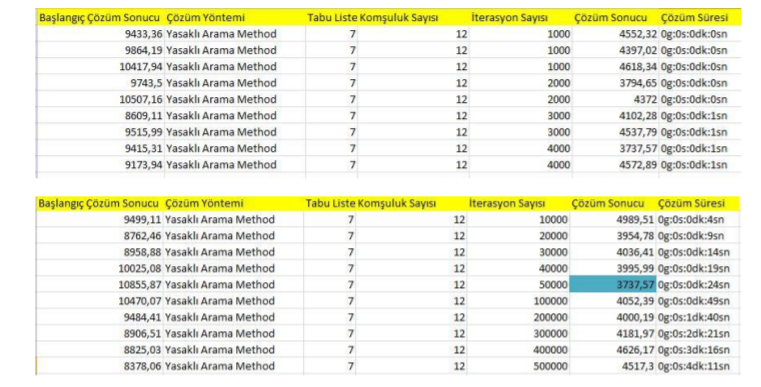 Başlangıç Çözüm Sonucu Çözüm Yöntemi Tabu Liste Komşuluk Sayısı İterasyon Sayısı Çözüm Sonucu Çözüm Süresi
9433,36 Yasaklı Arama Method 7 12 1000 4552,32 0g:0s:0dk:0sn
9864,19 Yasaklı Arama Method 7 12 1000 4397,02 0g:0s:0dk:0sn
10417,94 Yasaklı Arama Method 7 12 1000 4618,34 0g:0s:0dk:0sn
9743,5 Yasaklı Arama Method 7 12 2000 3794,65 0g:0s:0dk:0sn
10507,16 Yasaklı Arama Method 7 12 2000 4372 0g:0s:0dk:0sn
8609,11 Yasaklı Arama Method 7 12 3000 4102,28 0g:0s:0dk:1sn
9515,99 Yasaklı Arama Method 7 12 3000 4537,79 0g:0s:0dk:1sn
9415,31 Yasaklı Arama Method 7 12 4000 3737,57 0g:0s:0dk:1sn
9173,94 Yasaklı Arama Method 7 12 4000 4572,89 0g:0s:0dk:1sn
Başlangıç Çözüm Sonucu Çözüm Yöntemi Tabu Liste Komşuluk Sayısı İterasyon Sayısı Çözüm Sonucu Çözüm Süresi
9499,11 Yasaklı Arama Method 7 12 10000 4989,51 0g:0s:0dk:4sn
8762,46 Yasaklı Arama Method 7 12 20000 3954,78 0g:0s:0dk:9sn
8958,88 Yasaklı Arama Method 7 12 30000 4036,41 0g:0s:0dk:14sn
10025,08 Yasaklı Arama Method 7 12 40000 3995,99 0g:0s:0dk:19sn
10855,87 Yasaklı Arama Method 7 12 50000 3737,57 0g:0s:0dk:24sn
10470,07 Yasaklı Arama Method 7 12 100000 4052,39 0g:0s:0dk:49sn
9484,41 Yasaklı Arama Method 7 12 200000 4000,19 0g:0s:1dk:40sn
8906,51 Yasaklı Arama Method 7 12 300000 4181,97 0g:0s:2dk:21sn
8825,03 Yasaklı Arama Method 7 12 400000 4626,17 0g:0s:3dk:16sn
8378,06 Yasaklı Arama Method 7 12 500000 4517,3 0g:0s:4dk:11sn